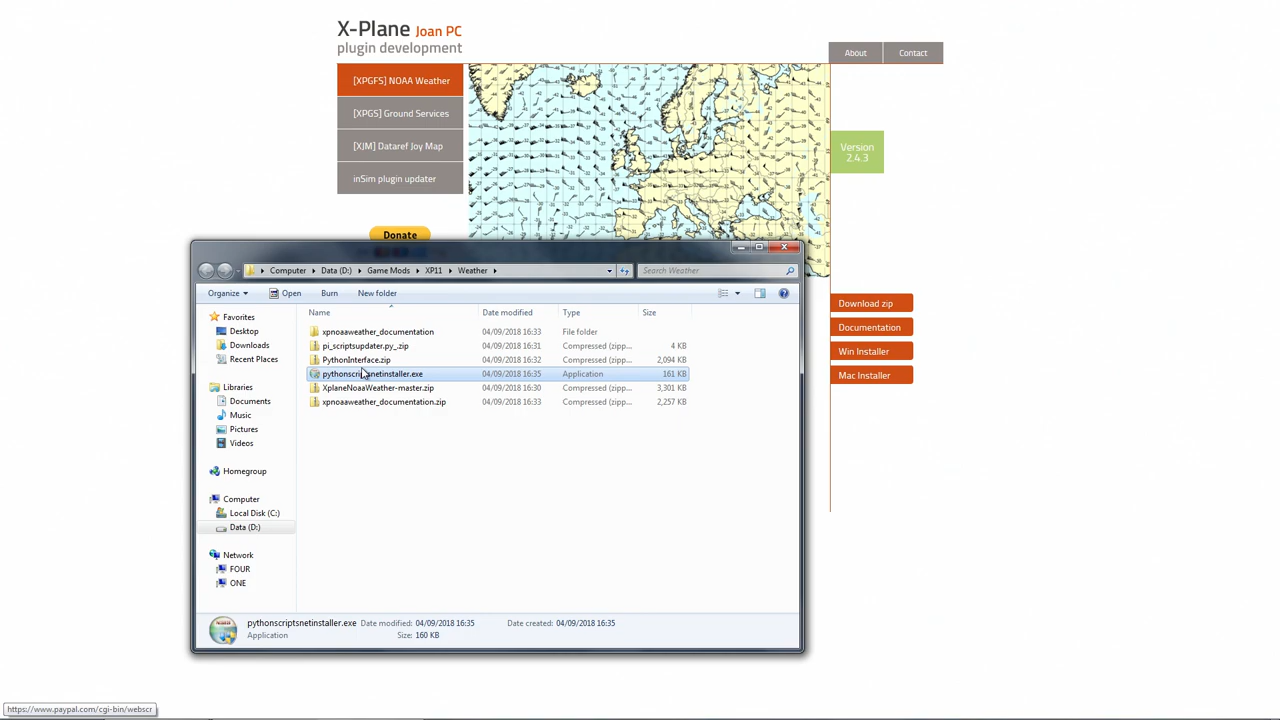 X-Plane Joan PC
plugin development
About
Contact
[XPGFS] NOAA Weather
[XPGS] Ground Services
[XJM] Dataref Joy Map
inSim plugin updater
Version
2.4.3
Donate
Download zip
Documentation
Win Installer
Mac Installer
Computer
Data (D:)
Game Mods
XP11
Weather
Search Weather
Organize
Open
Burn
New folder
Favorites
Desktop
Downloads
Recent Places
Libraries
Documents
Music
Pictures
Videos
Homegroup
Computer
Local Disk (C:)
Data (D:)
Network
FOUR
ONE
Name Date modified Type Size
xpnoaaweather_documentation 04/09/2018 16:33 File folder
pi_scriptsupdater.py_.zip 04/09/2018 16:31 Compressed (zipp... 4 KB
PythonInterface.zip 04/09/2018 16:32 Compressed (zipp... 2,094 KB
pythonscriptsnetinstaller.exe 04/09/2018 16:35 Application 161 KB
XplaneNoaaWeather-master.zip 04/09/2018 16:30 Compressed (zipp... 3,301 KB
xpnoaaweather_documentation.zip 04/09/2018 16:33 Compressed (zipp... 2,257 KB
pythonscriptsnetinstaller.exe Date modified: 04/09/2018 16:35 Date created: 04/09/2018 16:35
Application Size: 160 KB
https://www.paypal.com/cgi-bin/webscr